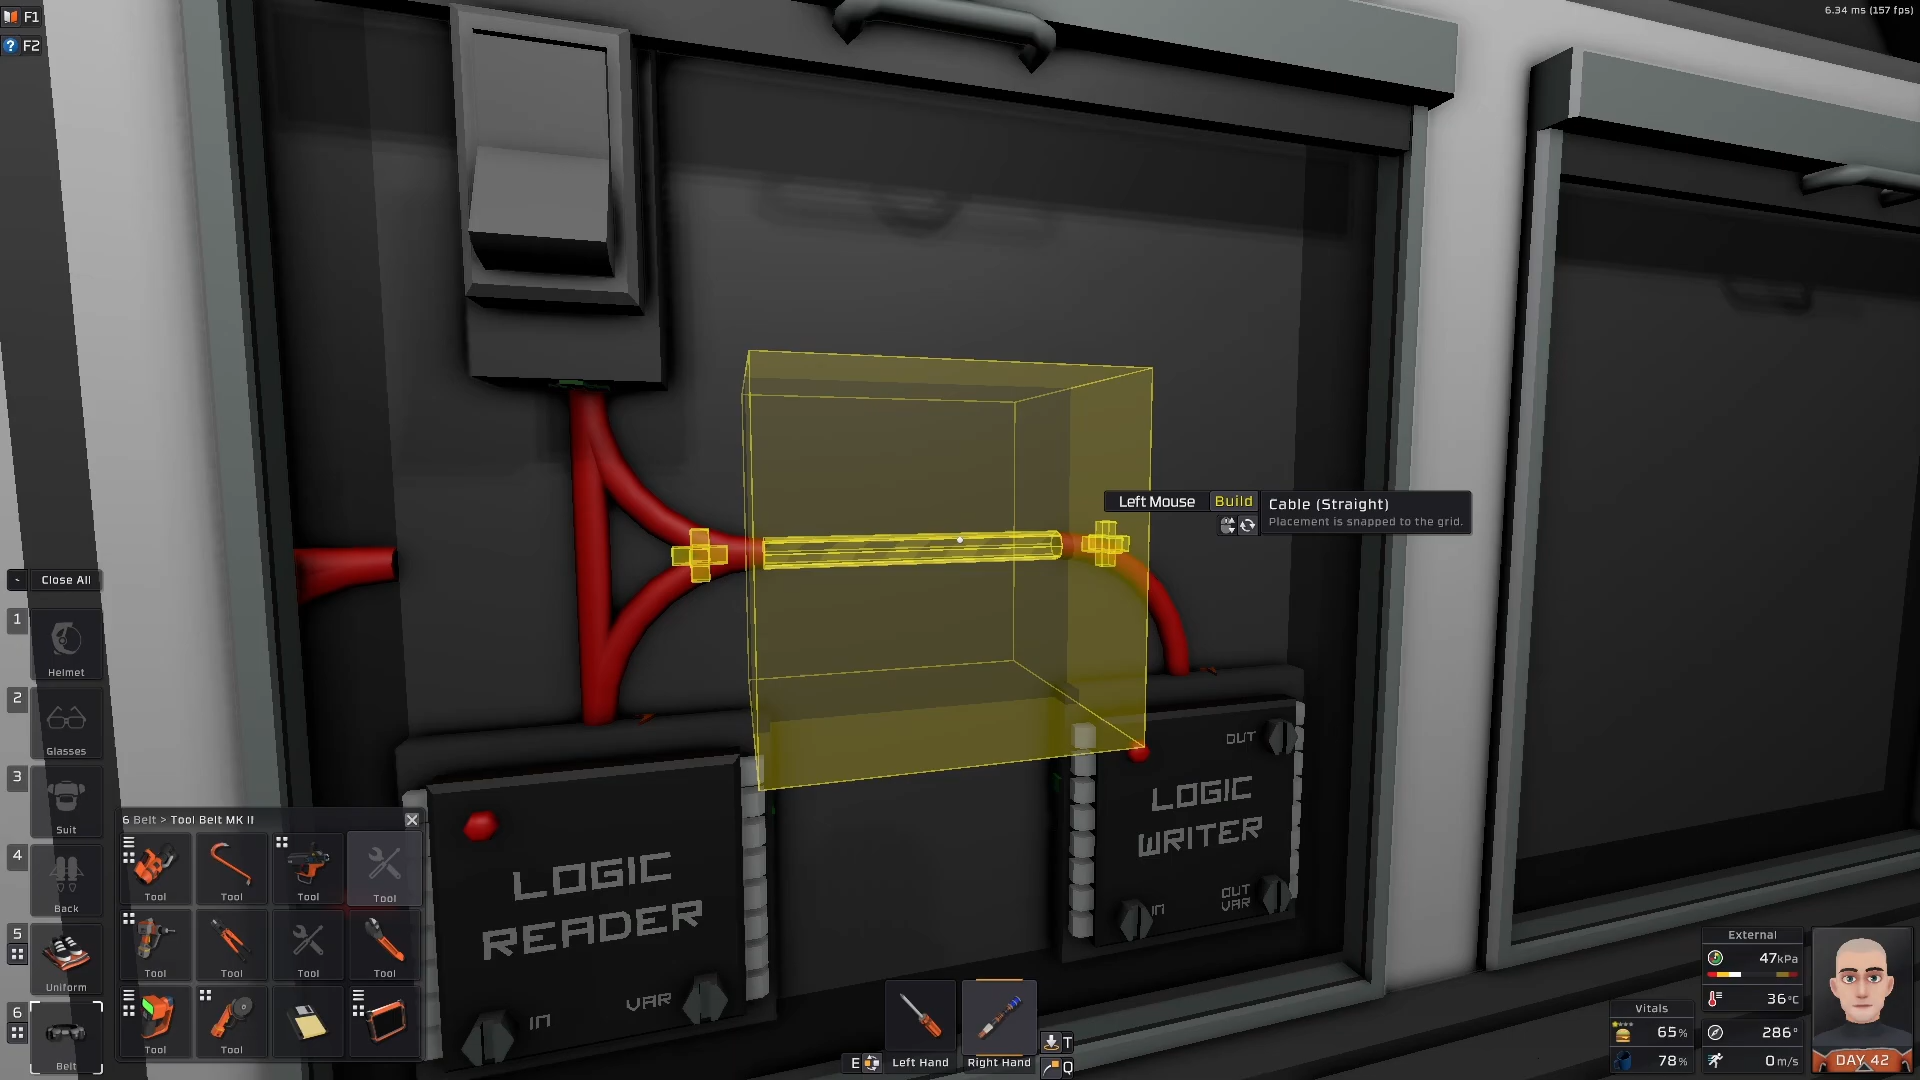 F1
6.34 ms (157 fps)
F2
Left Mouse Build Cable (Straight)
Placement is snapped to the grid.
~ Close All
1
Helmet
2
Glasses
3
Suit
4
Back
5
Uniform
6
Belt
6 Belt > Tool Belt MK II
Tool Tool Tool Tool
Tool Tool Tool Tool
Tool Tool
LOGIC
READER
VAR
IN
OUT
LOGIC
WRITER
OUT
VAR
IN
E Left Hand Right Hand
T
Q
External
47kPa
36°C
Vitals
65%
286°
78%
0m/s
DAY 42